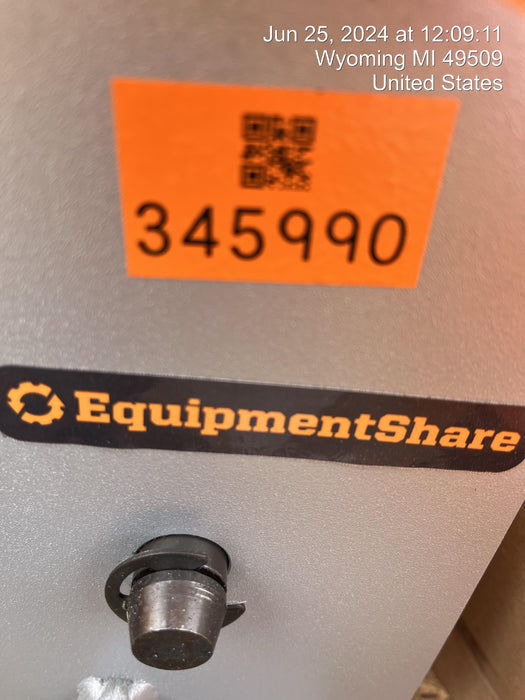 Jun 25, 2024 at 12:09:11
Wyoming MI 49509
United States
345990
EquipmentShare